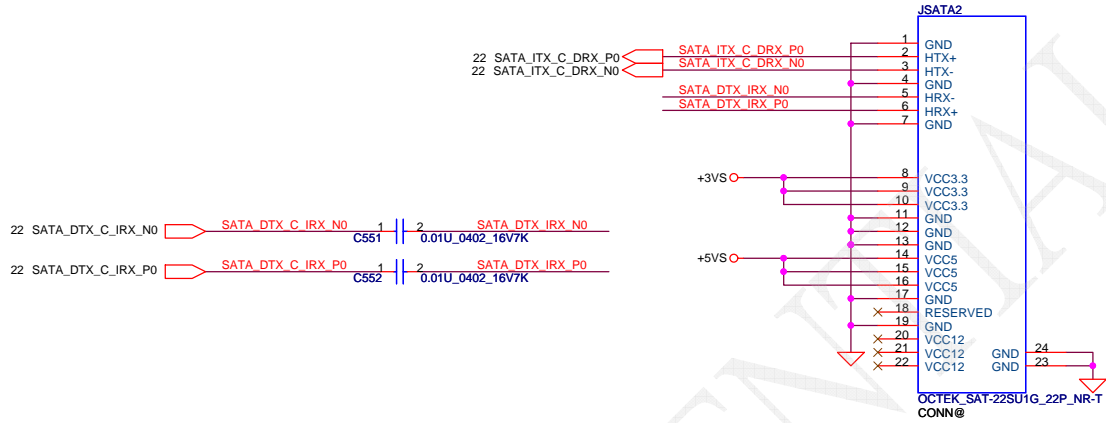 JSATA2
1 GND
22 SATA_ITX_C_DRX_P0 SATA_ITX_C_DRX_P0 2 HTX+
22 SATA_ITX_C_DRX_N0 SATA_ITX_C_DRX_N0 3 HTX-
4 GND
SATA_DTX_IRX_N0 5 HRX-
SATA_DTX_IRX_P0 6 HRX+
7 GND
+3VS 8 VCC3.3
9 VCC3.3
10 VCC3.3
11 GND
22 SATA_DTX_C_IRX_N0 SATA_DTX_C_IRX_N0 1 2 SATA_DTX_IRX_N0 12 GND
C551 0.01U_0402_16V7K 13 GND
+5VS 14 VCC5
22 SATA_DTX_C_IRX_P0 SATA_DTX_C_IRX_P0 1 2 SATA_DTX_IRX_P0 15 VCC5
C552 0.01U_0402_16V7K 16 VCC5
17 GND
18 RESERVED
19 GND
20 VCC12
21 VCC12 GND 24
22 VCC12 GND 23
OCTEK_SAT-22SU1G_22P_NR-T
CONN@